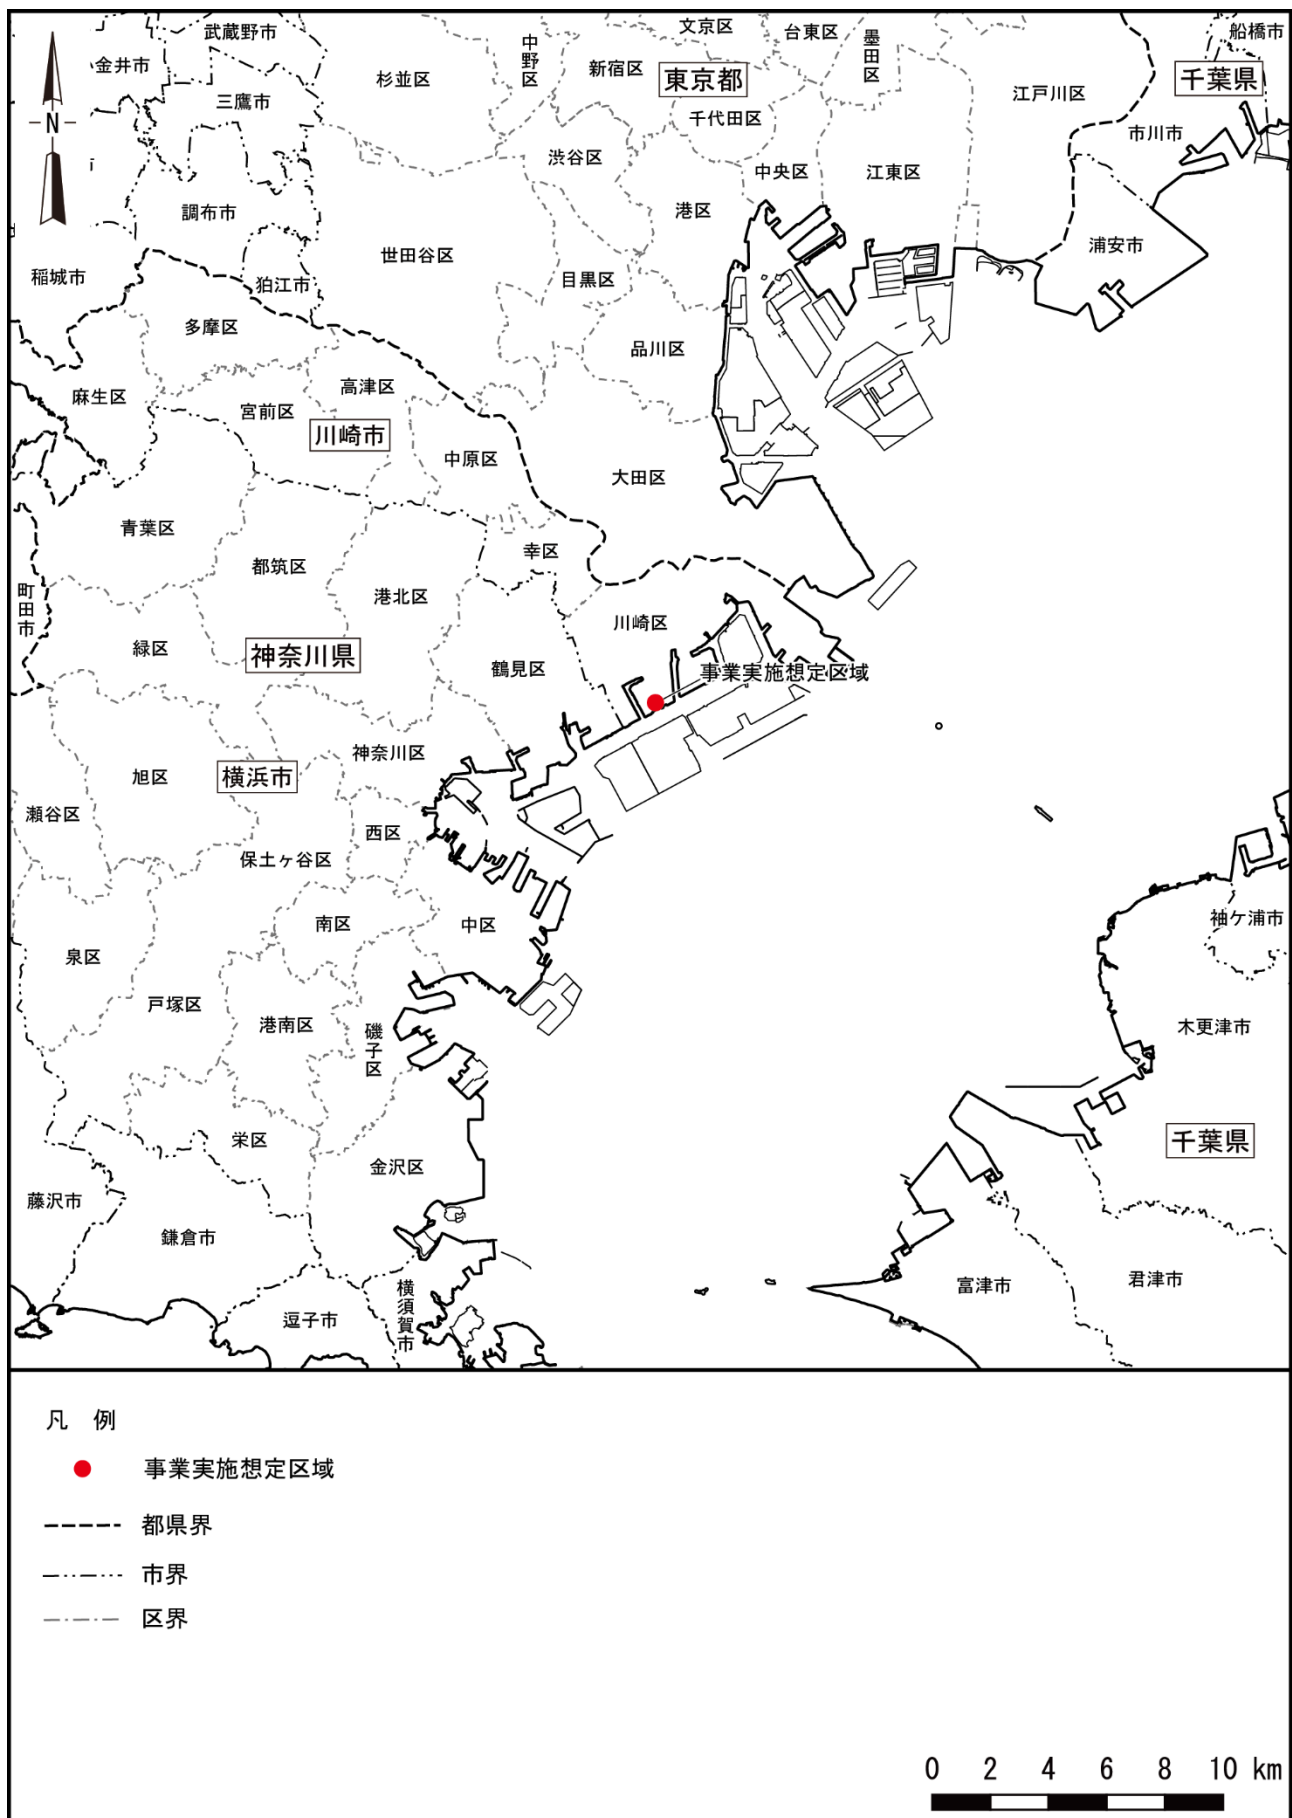 武蔵野市
中野区
文京区
台東区
墨田区
船橋市
金井市
杉並区
新宿区
東京都
千葉県
三鷹市
江戸川区
N
千代田区
市川市
渋谷区
中央区
江東区
調布市
港区
世田谷区
浦安市
稲城市
狛江市
目黒区
多摩区
品川区
麻生区
高津区
宮前区
川崎市
中原区
大田区
青葉区
幸区
都筑区
町田市
港北区
川崎区
緑区
神奈川県
鶴見区
事業実施想定区域
神奈川区
旭区
横浜市
瀬谷区
西区
保土ヶ谷区
南区
中区
袖ケ浦市
泉区
戸塚区
港南区
磯子区
木更津市
栄区
千葉県
金沢区
藤沢市
鎌倉市
横須賀市
富津市
君津市
逗子市
凡 例
事業実施想定区域
都県界
市界
区界
0 2 4 6 8 10 km